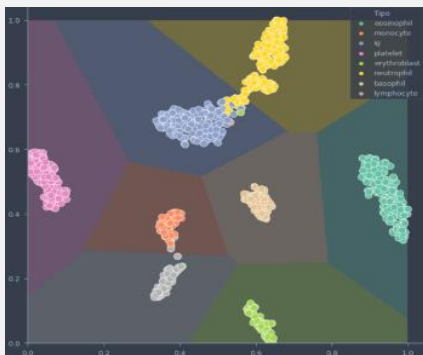 Tipo
eosinophil
monocyte
ig
platelet
erythroblast
neutrophil
basophil
lymphocyte
1.0
0.8
0.6
0.4
0.2
0.0
0.0
0.2
0.4
0.6
0.8
1.0